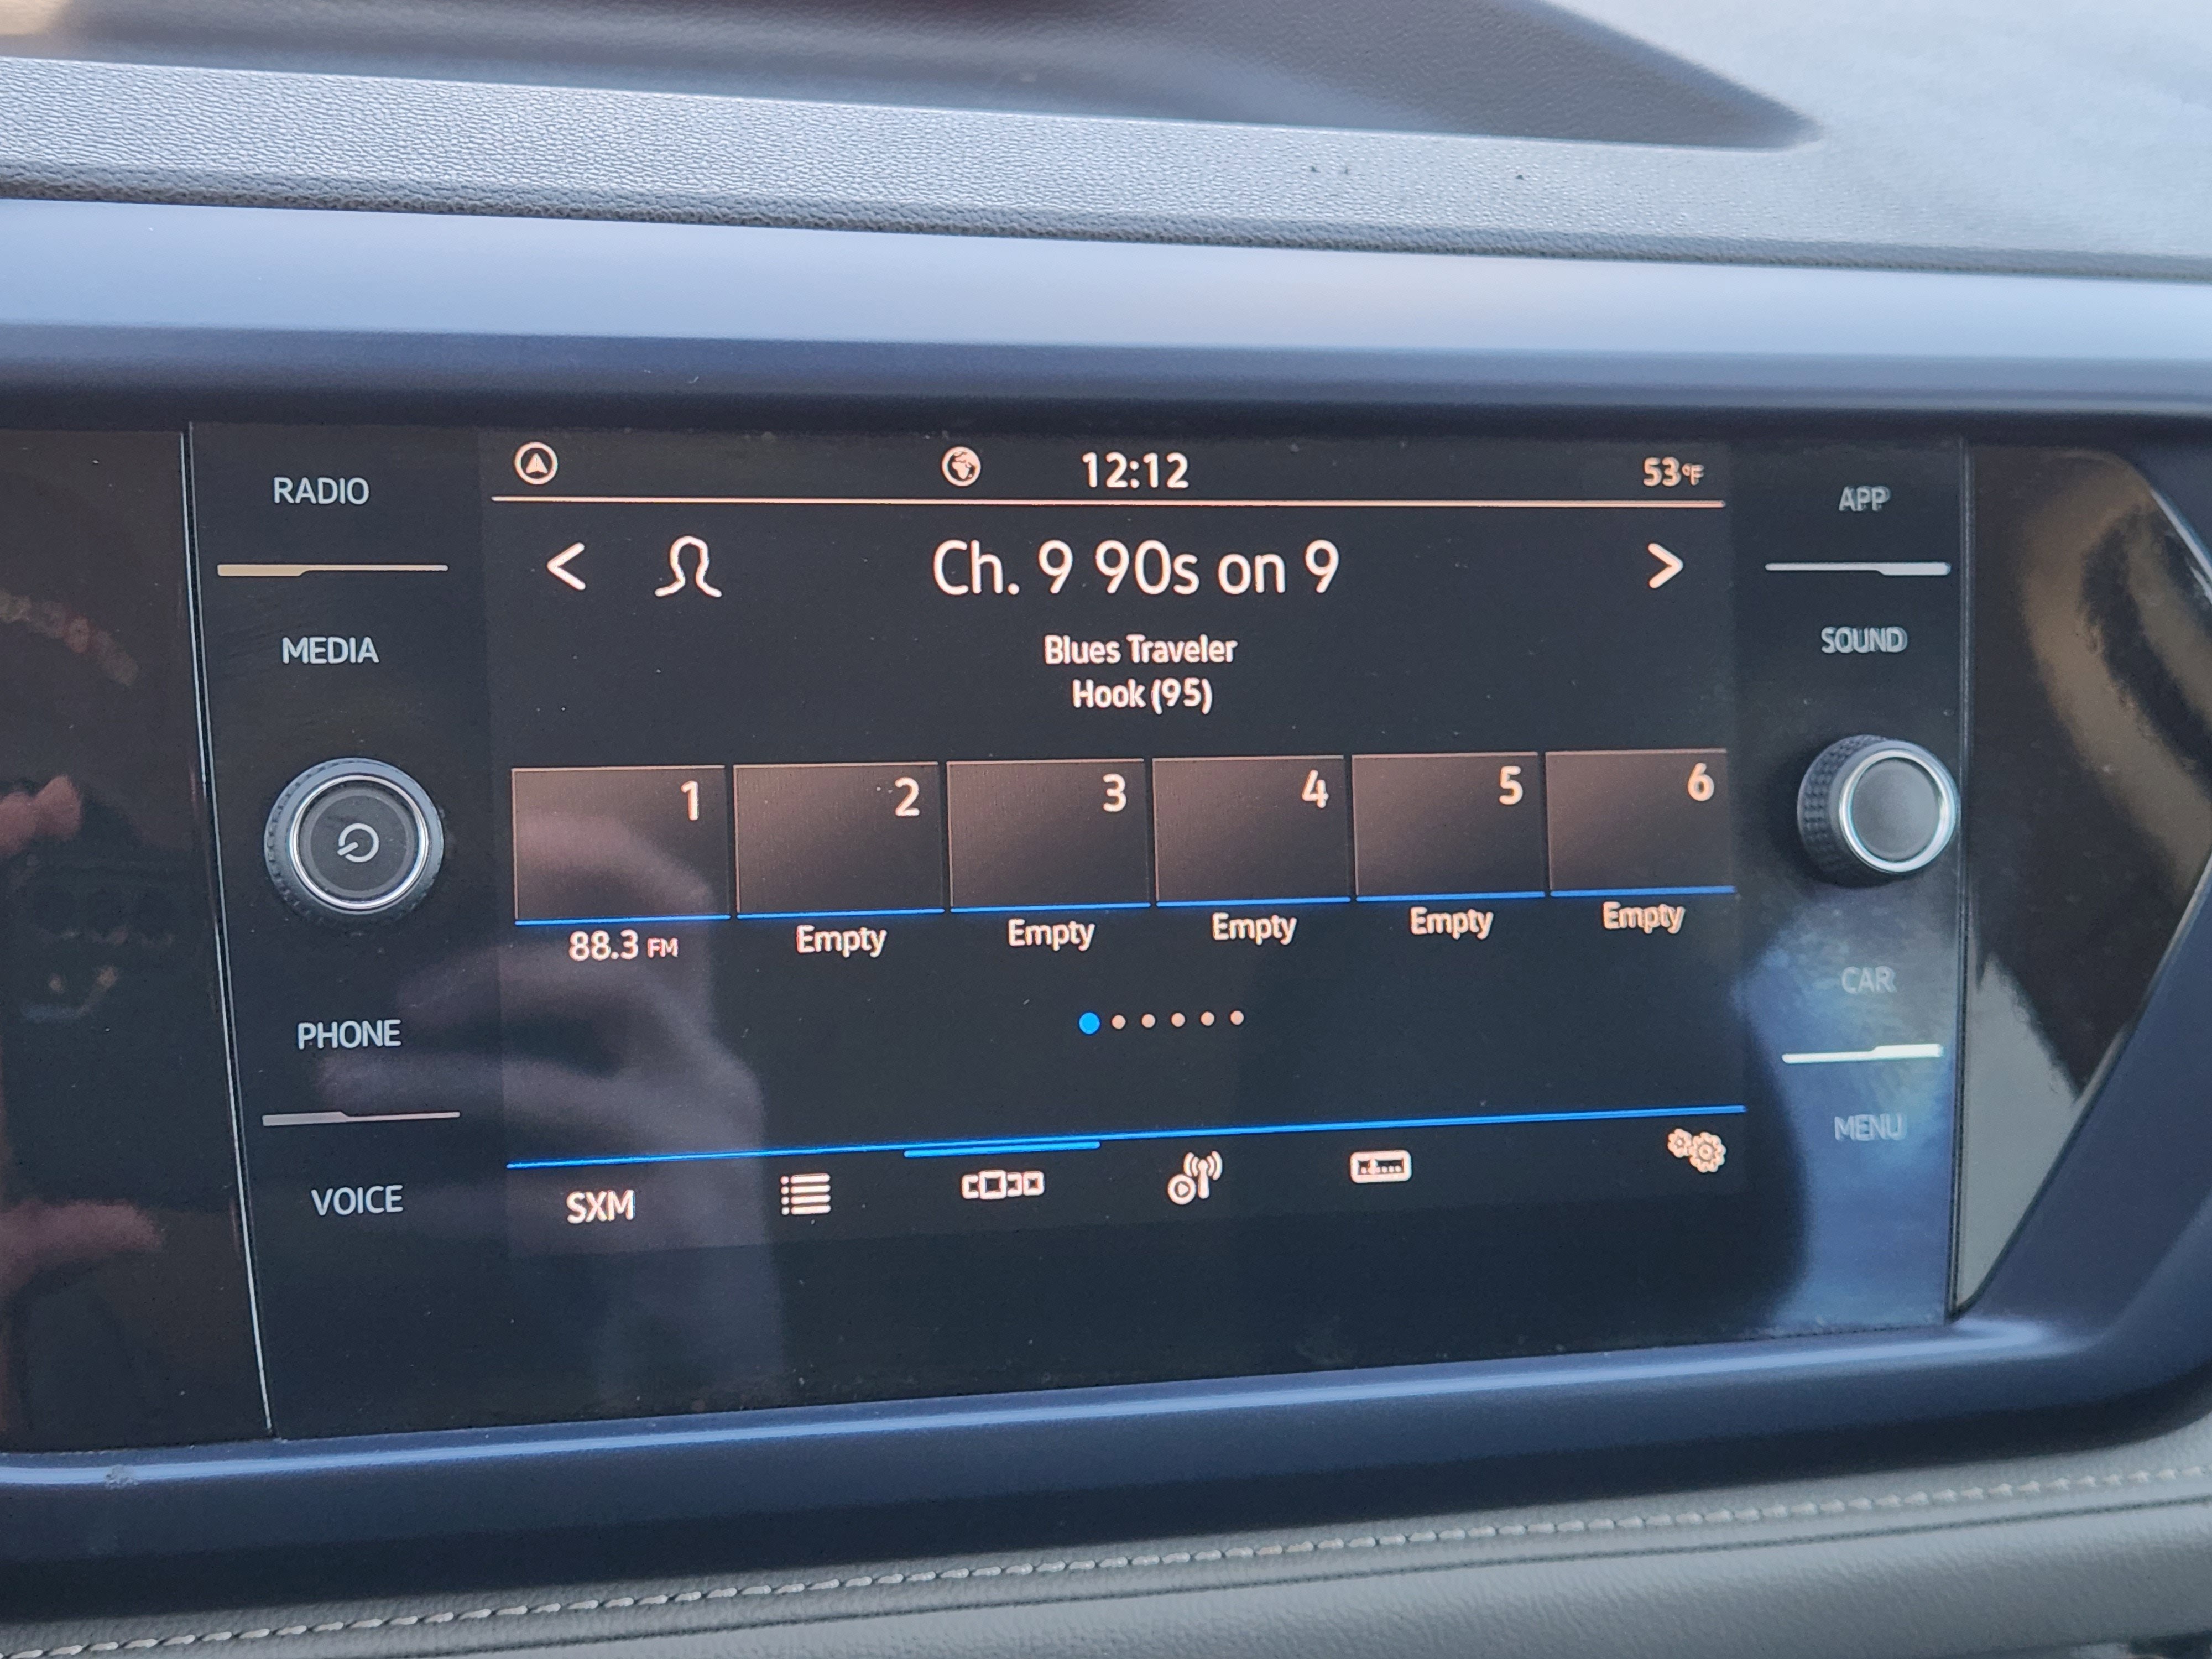 RADIO
MEDIA
PHONE
VOICE
12:12
53°F
< Ch. 9 90s on 9 >
Blues Traveler
Hook (95)
1 2 3 4 5 6
88.3 FM Empty Empty Empty Empty Empty
SXM
APP
SOUND
CAR
MENU